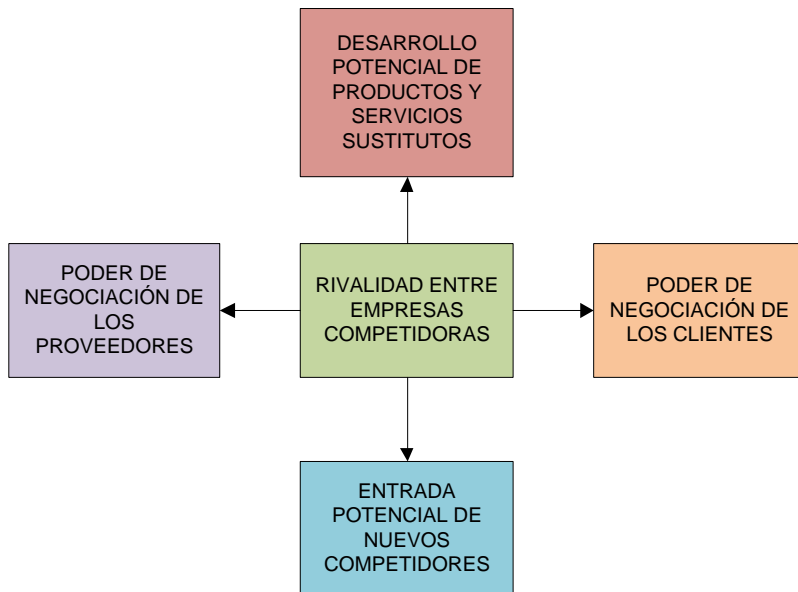 DESARROLLO
POTENCIAL DE
PRODUCTOS Y
SERVICIOS
SUSTITUTOS
PODER DE
NEGOCIACIÓN DE
LOS
PROVEEDORES
RIVALIDAD ENTRE
EMPRESAS
COMPETIDORAS
PODER DE
NEGOCIACIÓN DE
LOS CLIENTES
ENTRADA
POTENCIAL DE
NUEVOS
COMPETIDORES